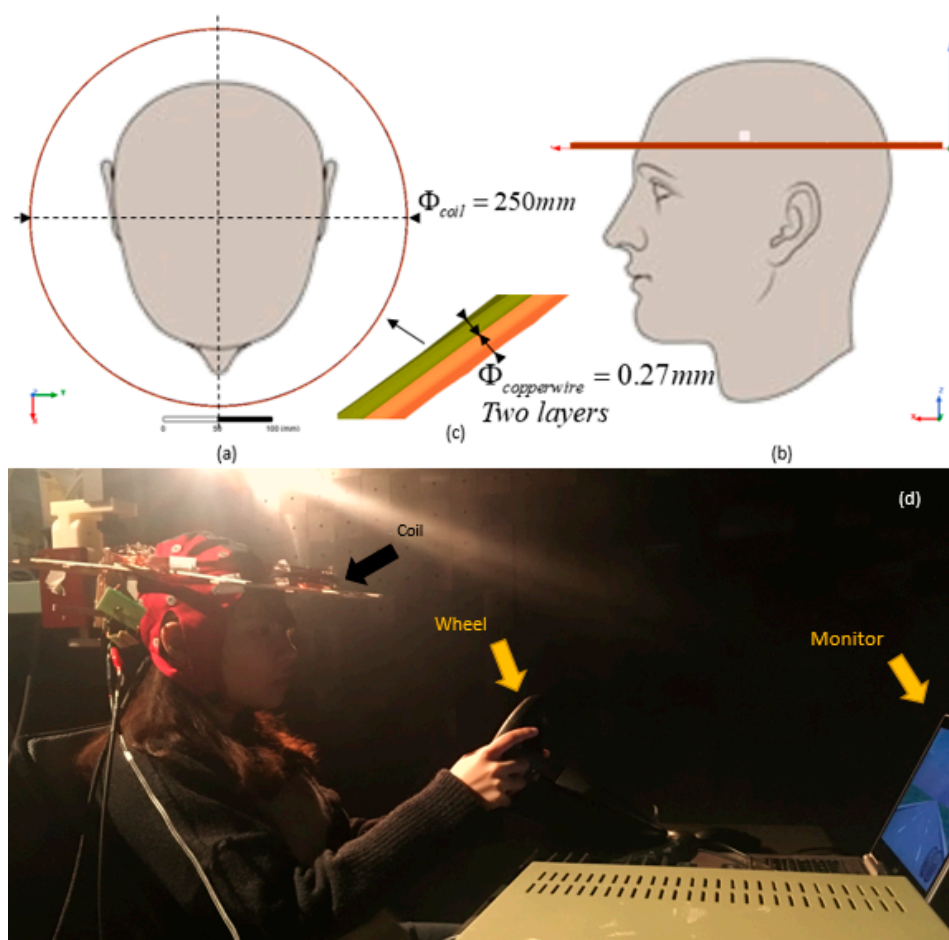 Φcoil = 250mm
Φcopperwire = 0.27mm
Two layers
0 50 100 (mm)
(a)
(c)
(b)
(d)
Coil
Wheel
Monitor